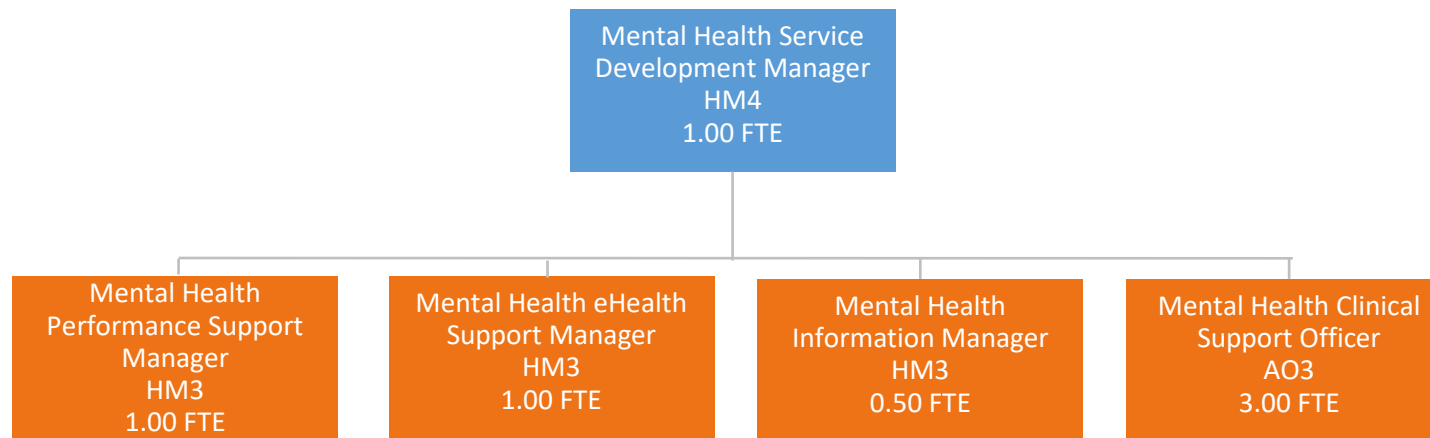 Mental Health Service
Development Manager
HM4
1.00 FTE
Mental Health
Performance Support
Manager
HM3
1.00 FTE
Mental Health eHealth
Support Manager
HM3
1.00 FTE
Mental Health
Information Manager
HM3
0.50 FTE
Mental Health Clinical
Support Officer
AO3
3.00 FTE